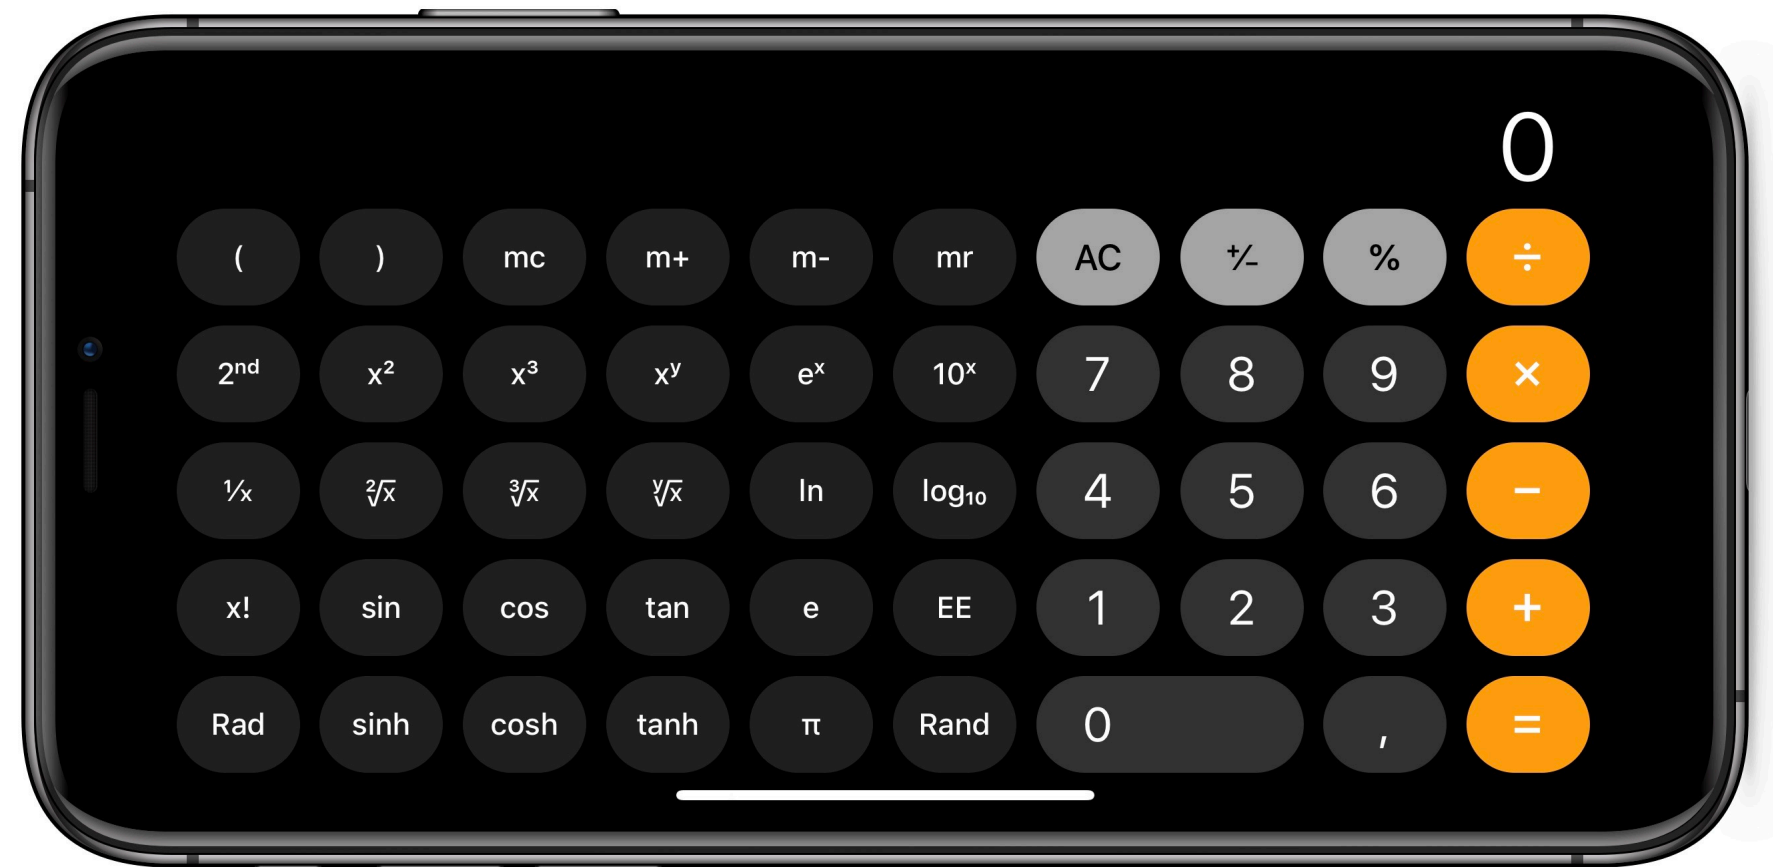 0
( ) mc m+ m- mr AC +/- % ÷
2ⁿᵈ x² x³ xʸ eˣ 10ˣ 7 8 9 ×
1/x ²√x ³√x ʸ√x ln log₁₀ 4 5 6 −
x! sin cos tan e EE 1 2 3 +
Rad sinh cosh tanh π Rand 0 , =